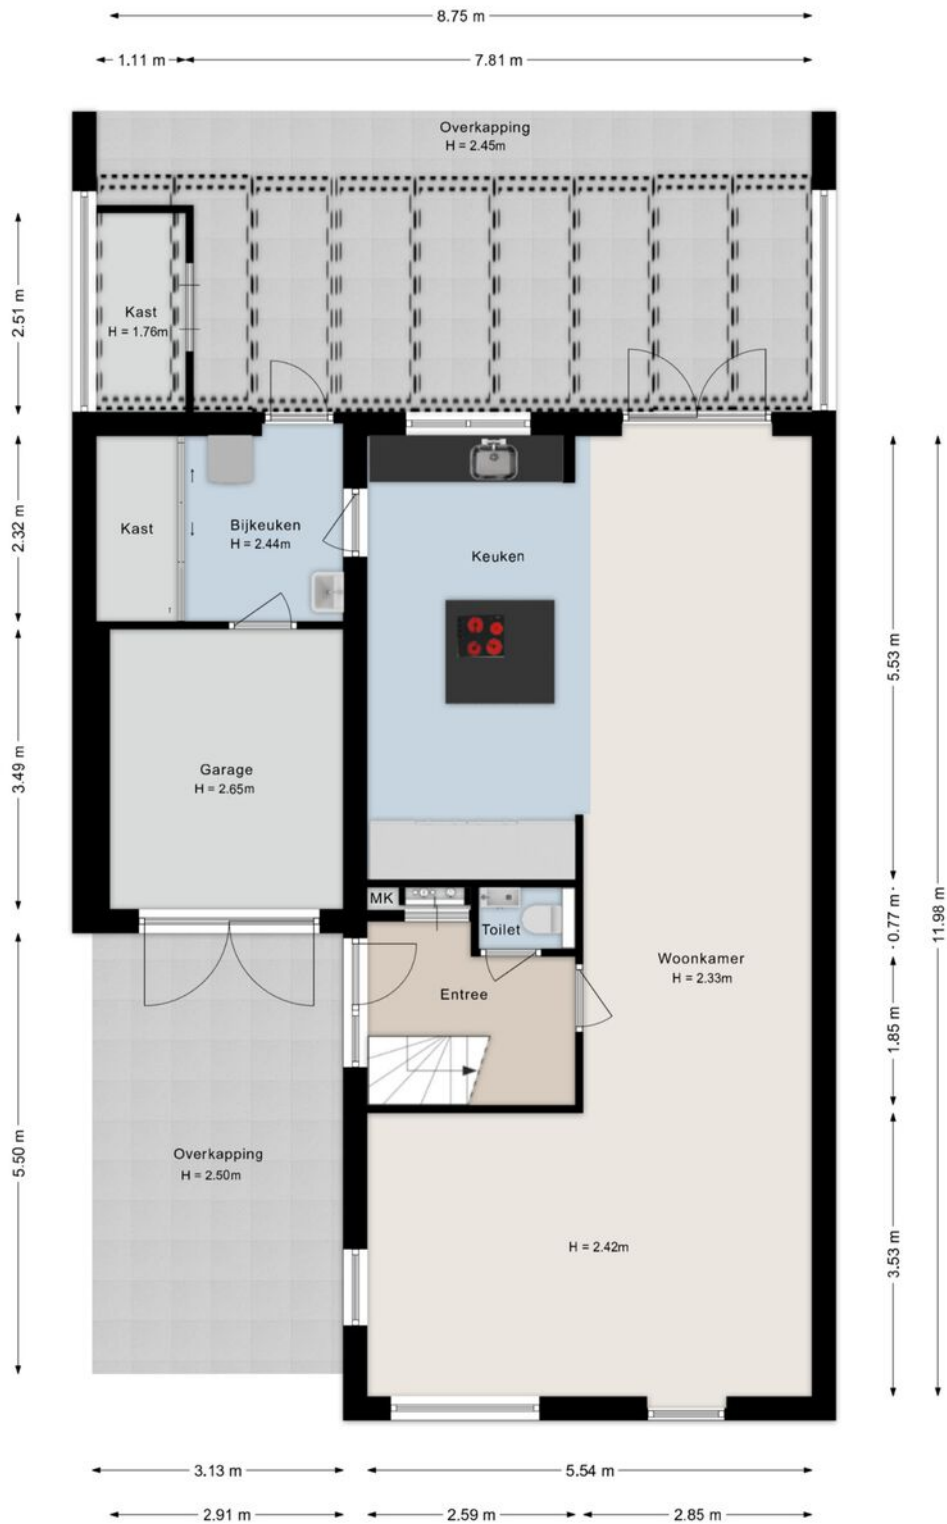 8.75 m
1.11 m
7.81 m
Overkapping
H = 2.45m
Kast
H = 1.76m
2.51 m
Kast
Bijkeuken
H = 2.44m
Keuken
2.32 m
5.53 m
Garage
H = 2.65m
3.49 m
MK
Toilet
0.77 m
11.98 m
Entree
Woonkamer
H = 2.33m
1.85 m
Overkapping
H = 2.50m
5.50 m
H = 2.42m
3.53 m
3.13 m
5.54 m
2.91 m
2.59 m
2.85 m